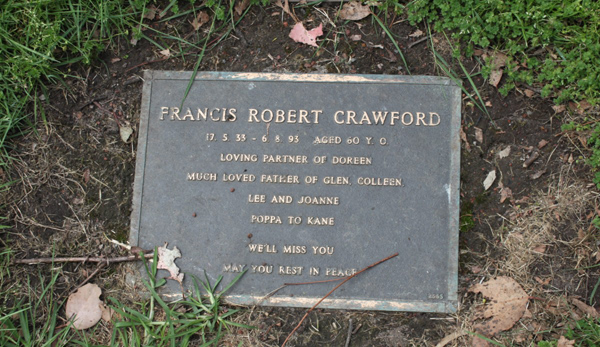 FRANCIS ROBERT CRAWFORD
17. 5. 33 - 6. 8. 93 AGED 60 Y. O.
LOVING PARTNER OF DOREEN
MUCH LOVED FATHER OF GLEN, COLLEEN
LEE AND JOANNE
POPPA TO KANE
WE'LL MISS YOU
MAY YOU REST IN PEACE